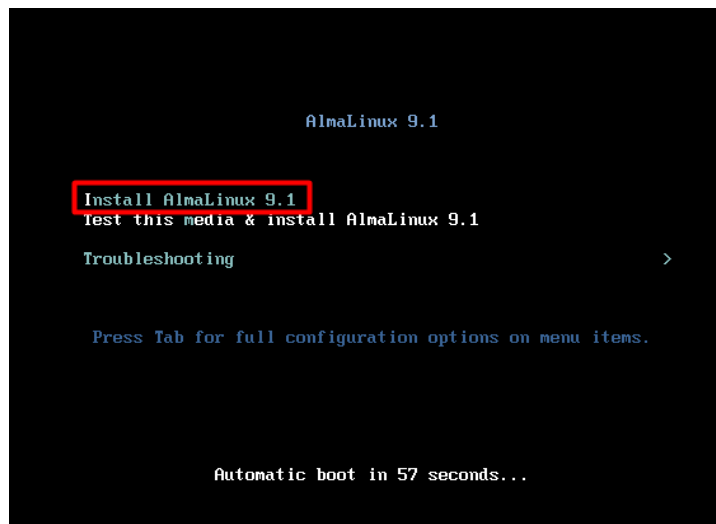 AlmaLinux 9.1
Install AlmaLinux 9.1
Test this media & install AlmaLinux 9.1
Troubleshooting >
Press Tab for full configuration options on menu items.
Automatic boot in 57 seconds...